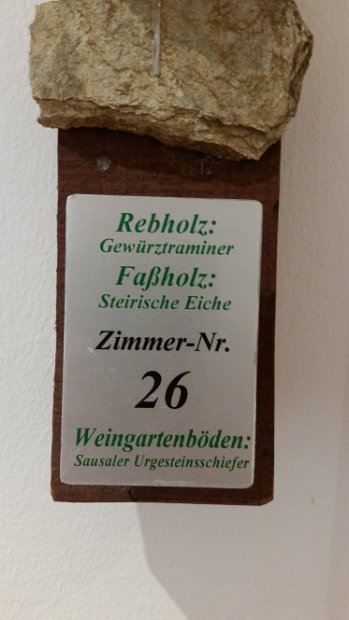 Rebholz:
Gewürztraminer
Faßholz:
Steirische Eiche
Zimmer-Nr.
26
Weingartenböden:
Sausaler Urgesteinsschiefer